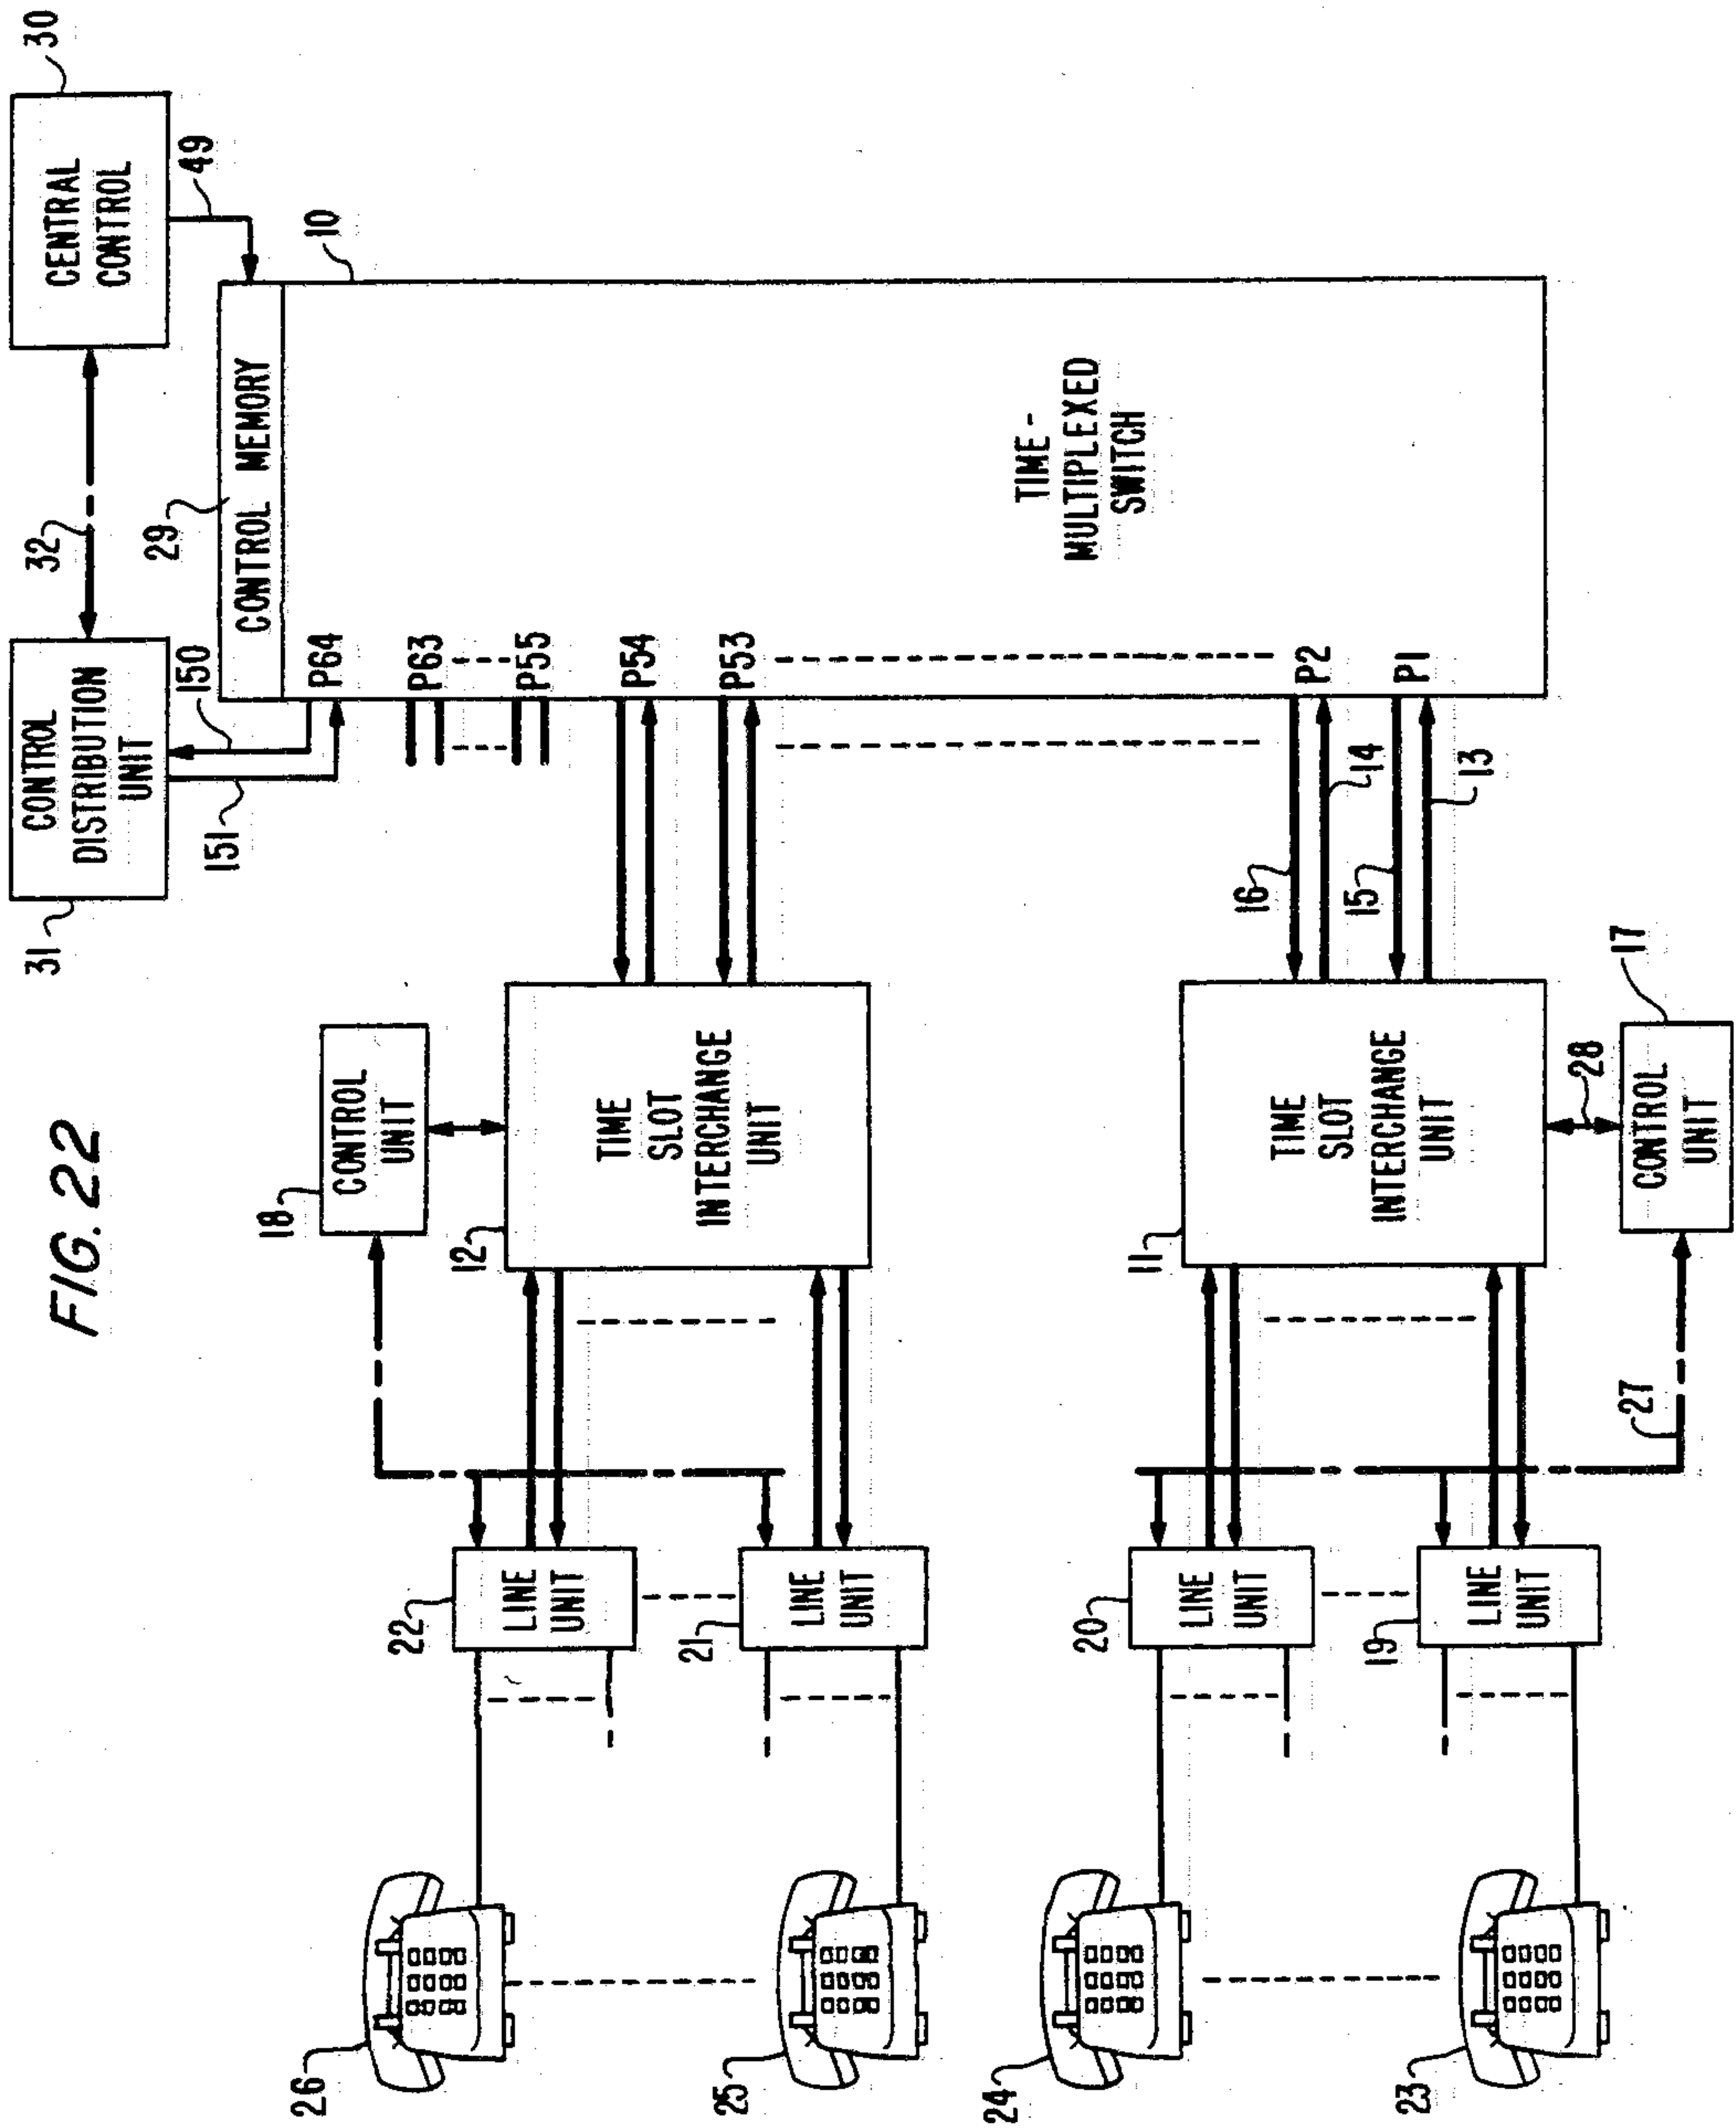 FIG. 22
30
CENTRAL
CONTROL
49
32
31
CONTROL
DISTRIBUTION
UNIT
150
151
29
CONTROL MEMORY
10
TIME-
MULTIPLEXED
SWITCH
P64
P63
P55
P54
P53
P2
P1
16
14
15
13
18
CONTROL
UNIT
12
TIME
SLOT
INTERCHANGE
UNIT
11
TIME
SLOT
INTERCHANGE
UNIT
28
17
CONTROL
UNIT
27
22
LINE
UNIT
21
LINE
UNIT
20
LINE
UNIT
19
LINE
UNIT
26
25
24
23